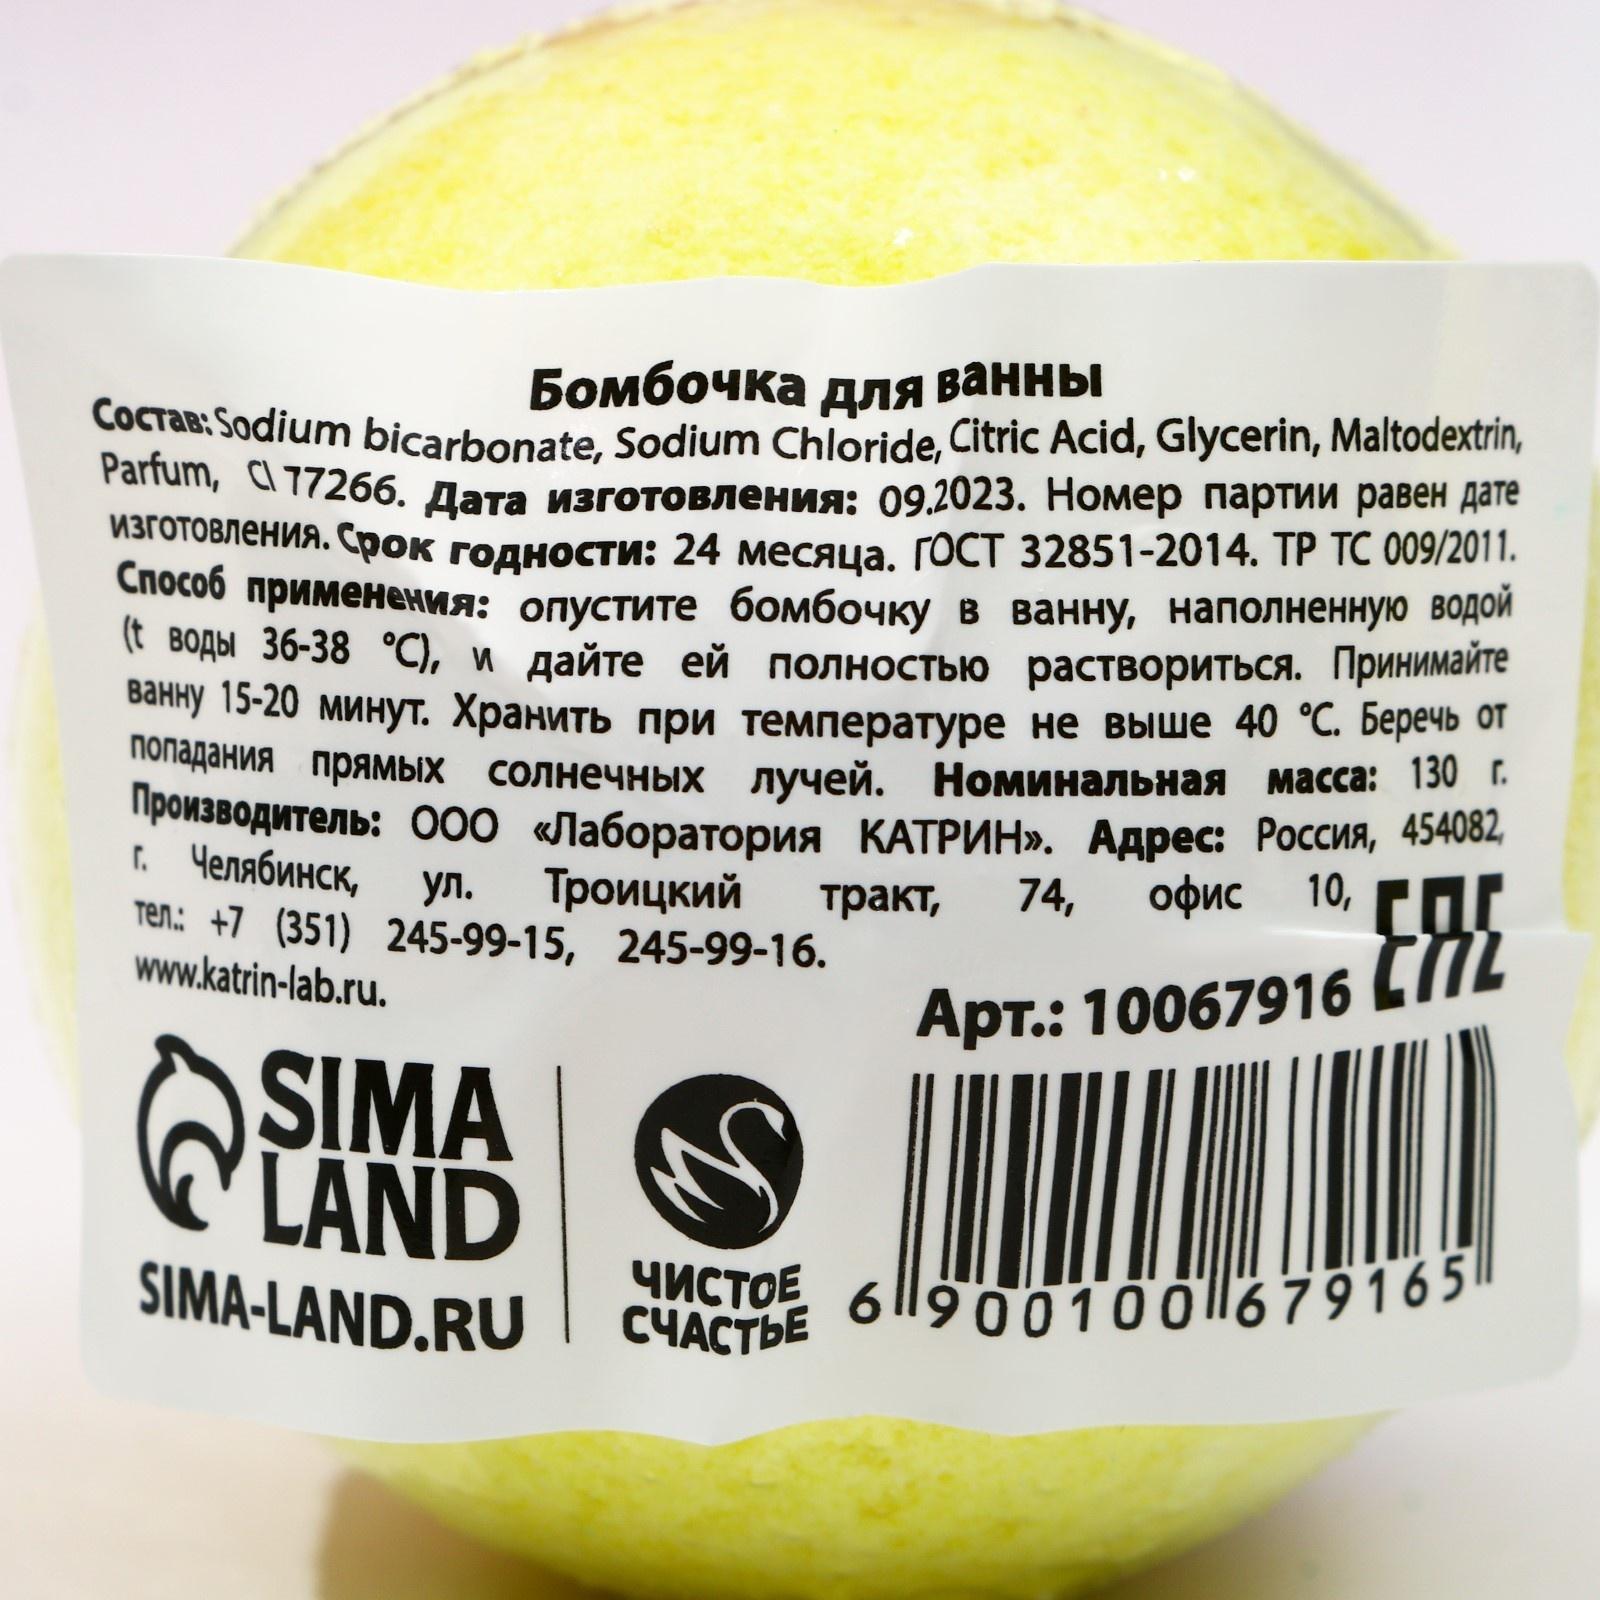 Бомбочка для ванны
Состав: Sodium bicarbonate, Sodium Chloride, Citric Acid, Glycerin, Maltodextrin,
Parfum, CI 77266. Дата изготовления: 09.2023. Номер партии равен дате
изготовления. Срок годности: 24 месяца. ГОСТ 32851-2014. ТР ТС 009/2011.
Способ применения: опустите бомбочку в ванну, наполненную водой
(t воды 36-38 °C), и дайте ей полностью раствориться. Принимайте
ванну 15-20 минут. Хранить при температуре не выше 40 °C. Беречь от
попадания прямых солнечных лучей. Номинальная масса: 130 г.
Производитель: ООО «Лаборатория КАТРИН». Адрес: Россия, 454082,
г. Челябинск, ул. Троицкий тракт, 74, офис 10,
тел.: +7 (351) 245-99-15, 245-99-16.
www.katrin-lab.ru.
EAC
Арт.: 10067916
SIMA
LAND
SIMA-LAND.RU
ЧИСТОЕ
СЧАСТЬЕ
6 900100 679165